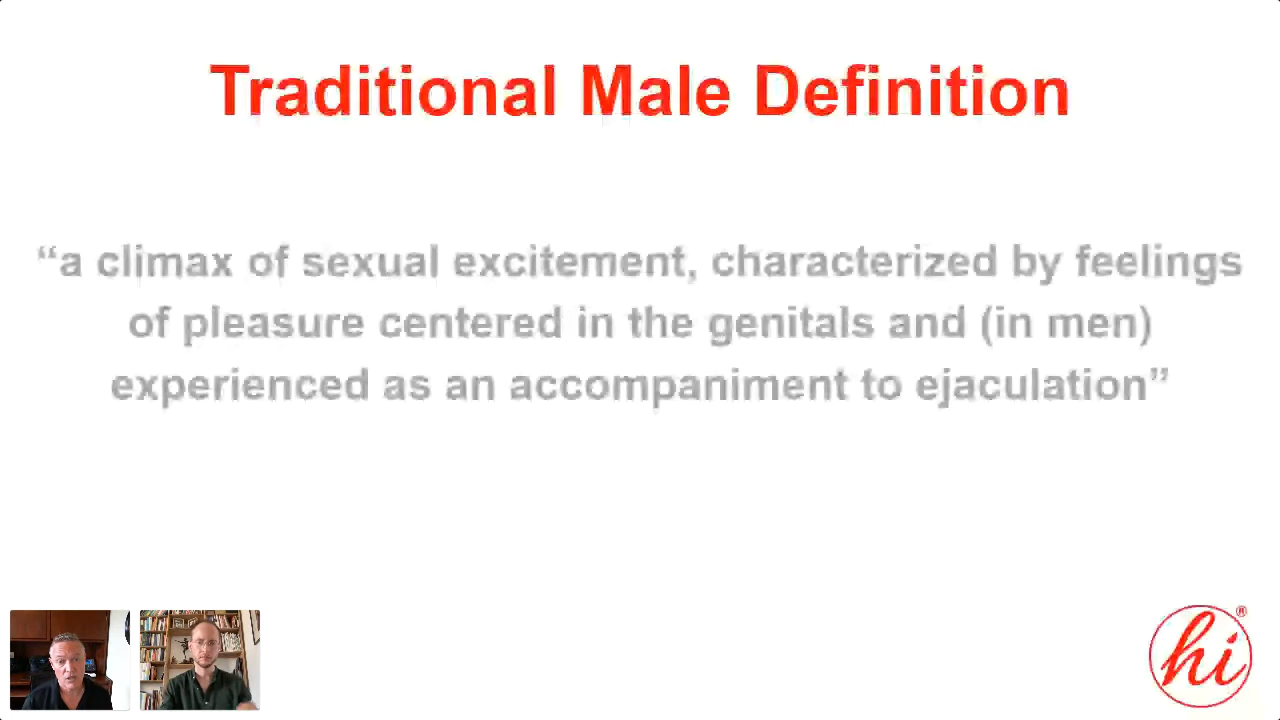 Traditional Male Definition
“a climax of sexual excitement, characterized by feelings
of pleasure centered in the genitals and (in men)
experienced as an accompaniment to ejaculation”
hi®